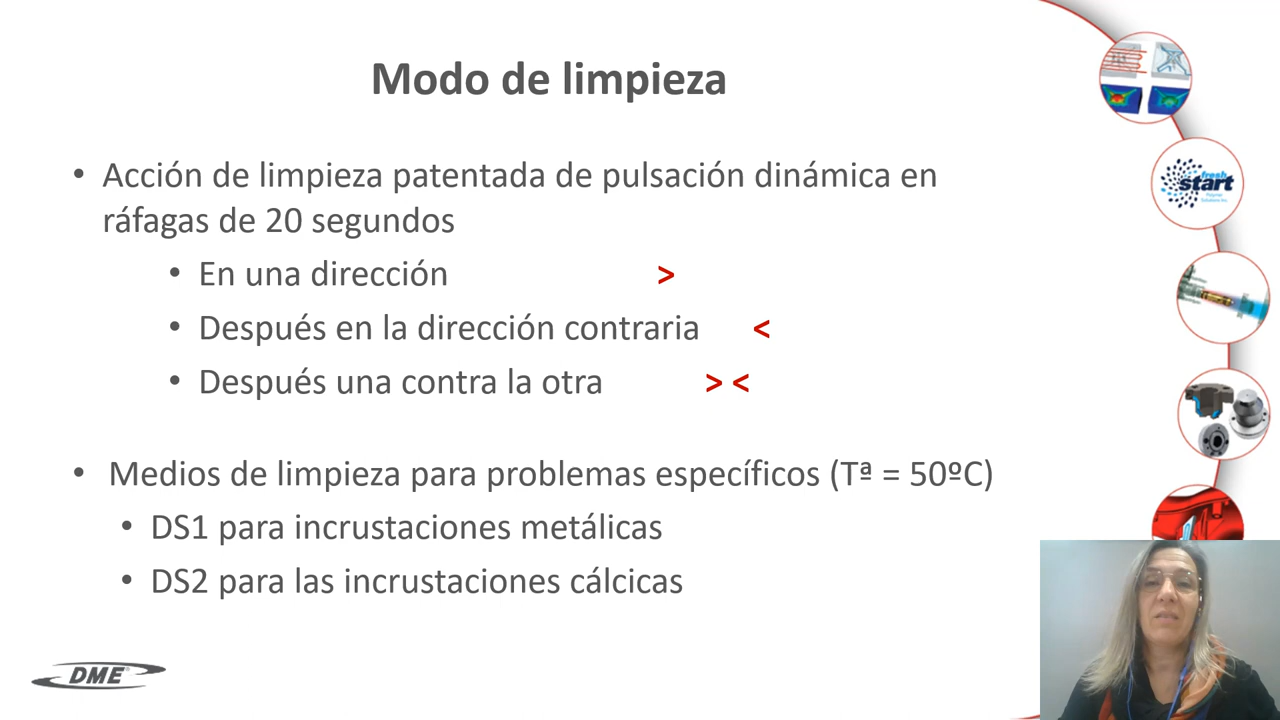 Modo de limpieza
• Acción de limpieza patentada de pulsación dinámica en
ráfagas de 20 segundos
• En una dirección >
• Después en la dirección contraria <
• Después una contra la otra > <
• Medios de limpieza para problemas específicos (Tª = 50ºC)
• DS1 para incrustaciones metálicas
• DS2 para las incrustaciones cálcicas
DME
fresh
start